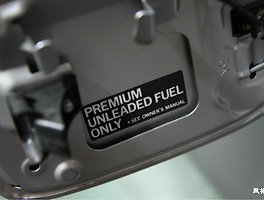 PREMIUM
UNLEADED FUEL
ONLY • SEE OWNER'S MANUAL